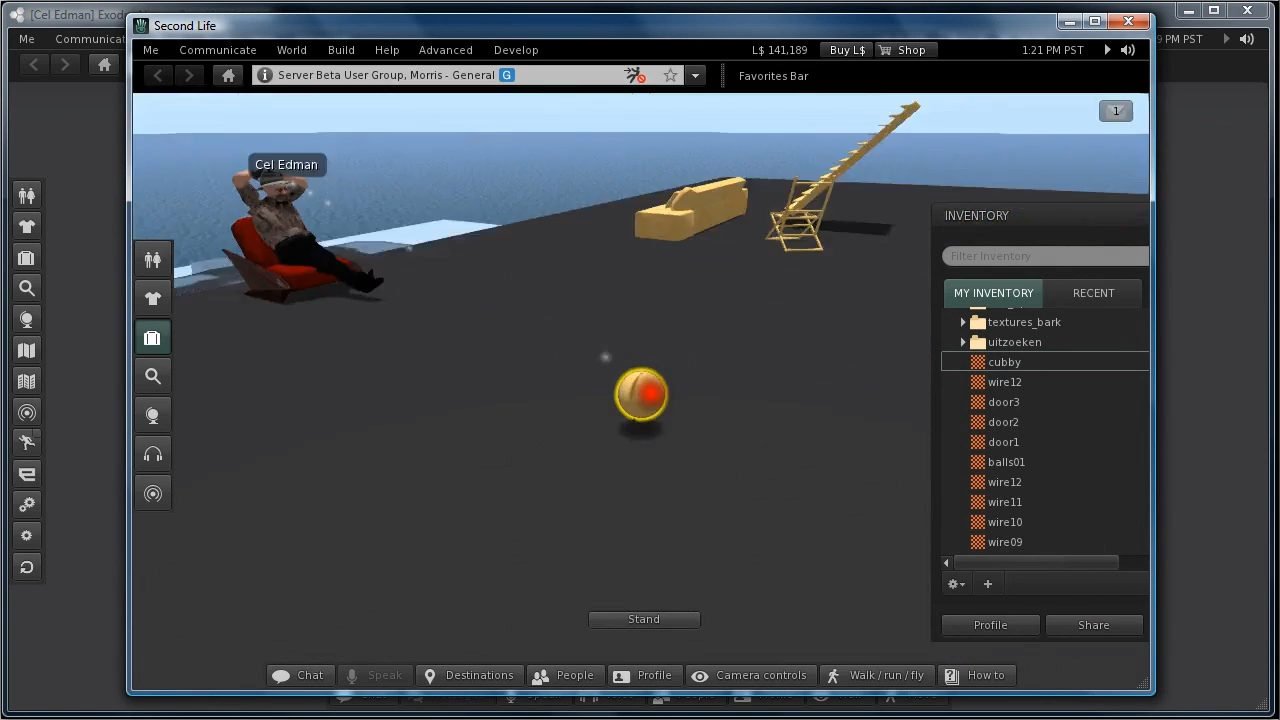 [Cel Edman] Exod
Second Life
Me
Communicat
9 PM PST
Me Communicate World Build Help Advanced Develop
L$ 141,189 Buy L$ Shop 1:21 PM PST
Server Beta User Group, Morris - General G
Favorites Bar
1
Cel Edman
INVENTORY
Filter Inventory
MY INVENTORY RECENT
textures_bark
uitzoeken
cubby
wire12
door3
door2
door1
balls01
wire12
wire11
wire10
wire09
Stand
Profile Share
Chat Speak Destinations People Profile Camera controls Walk / run / fly How to